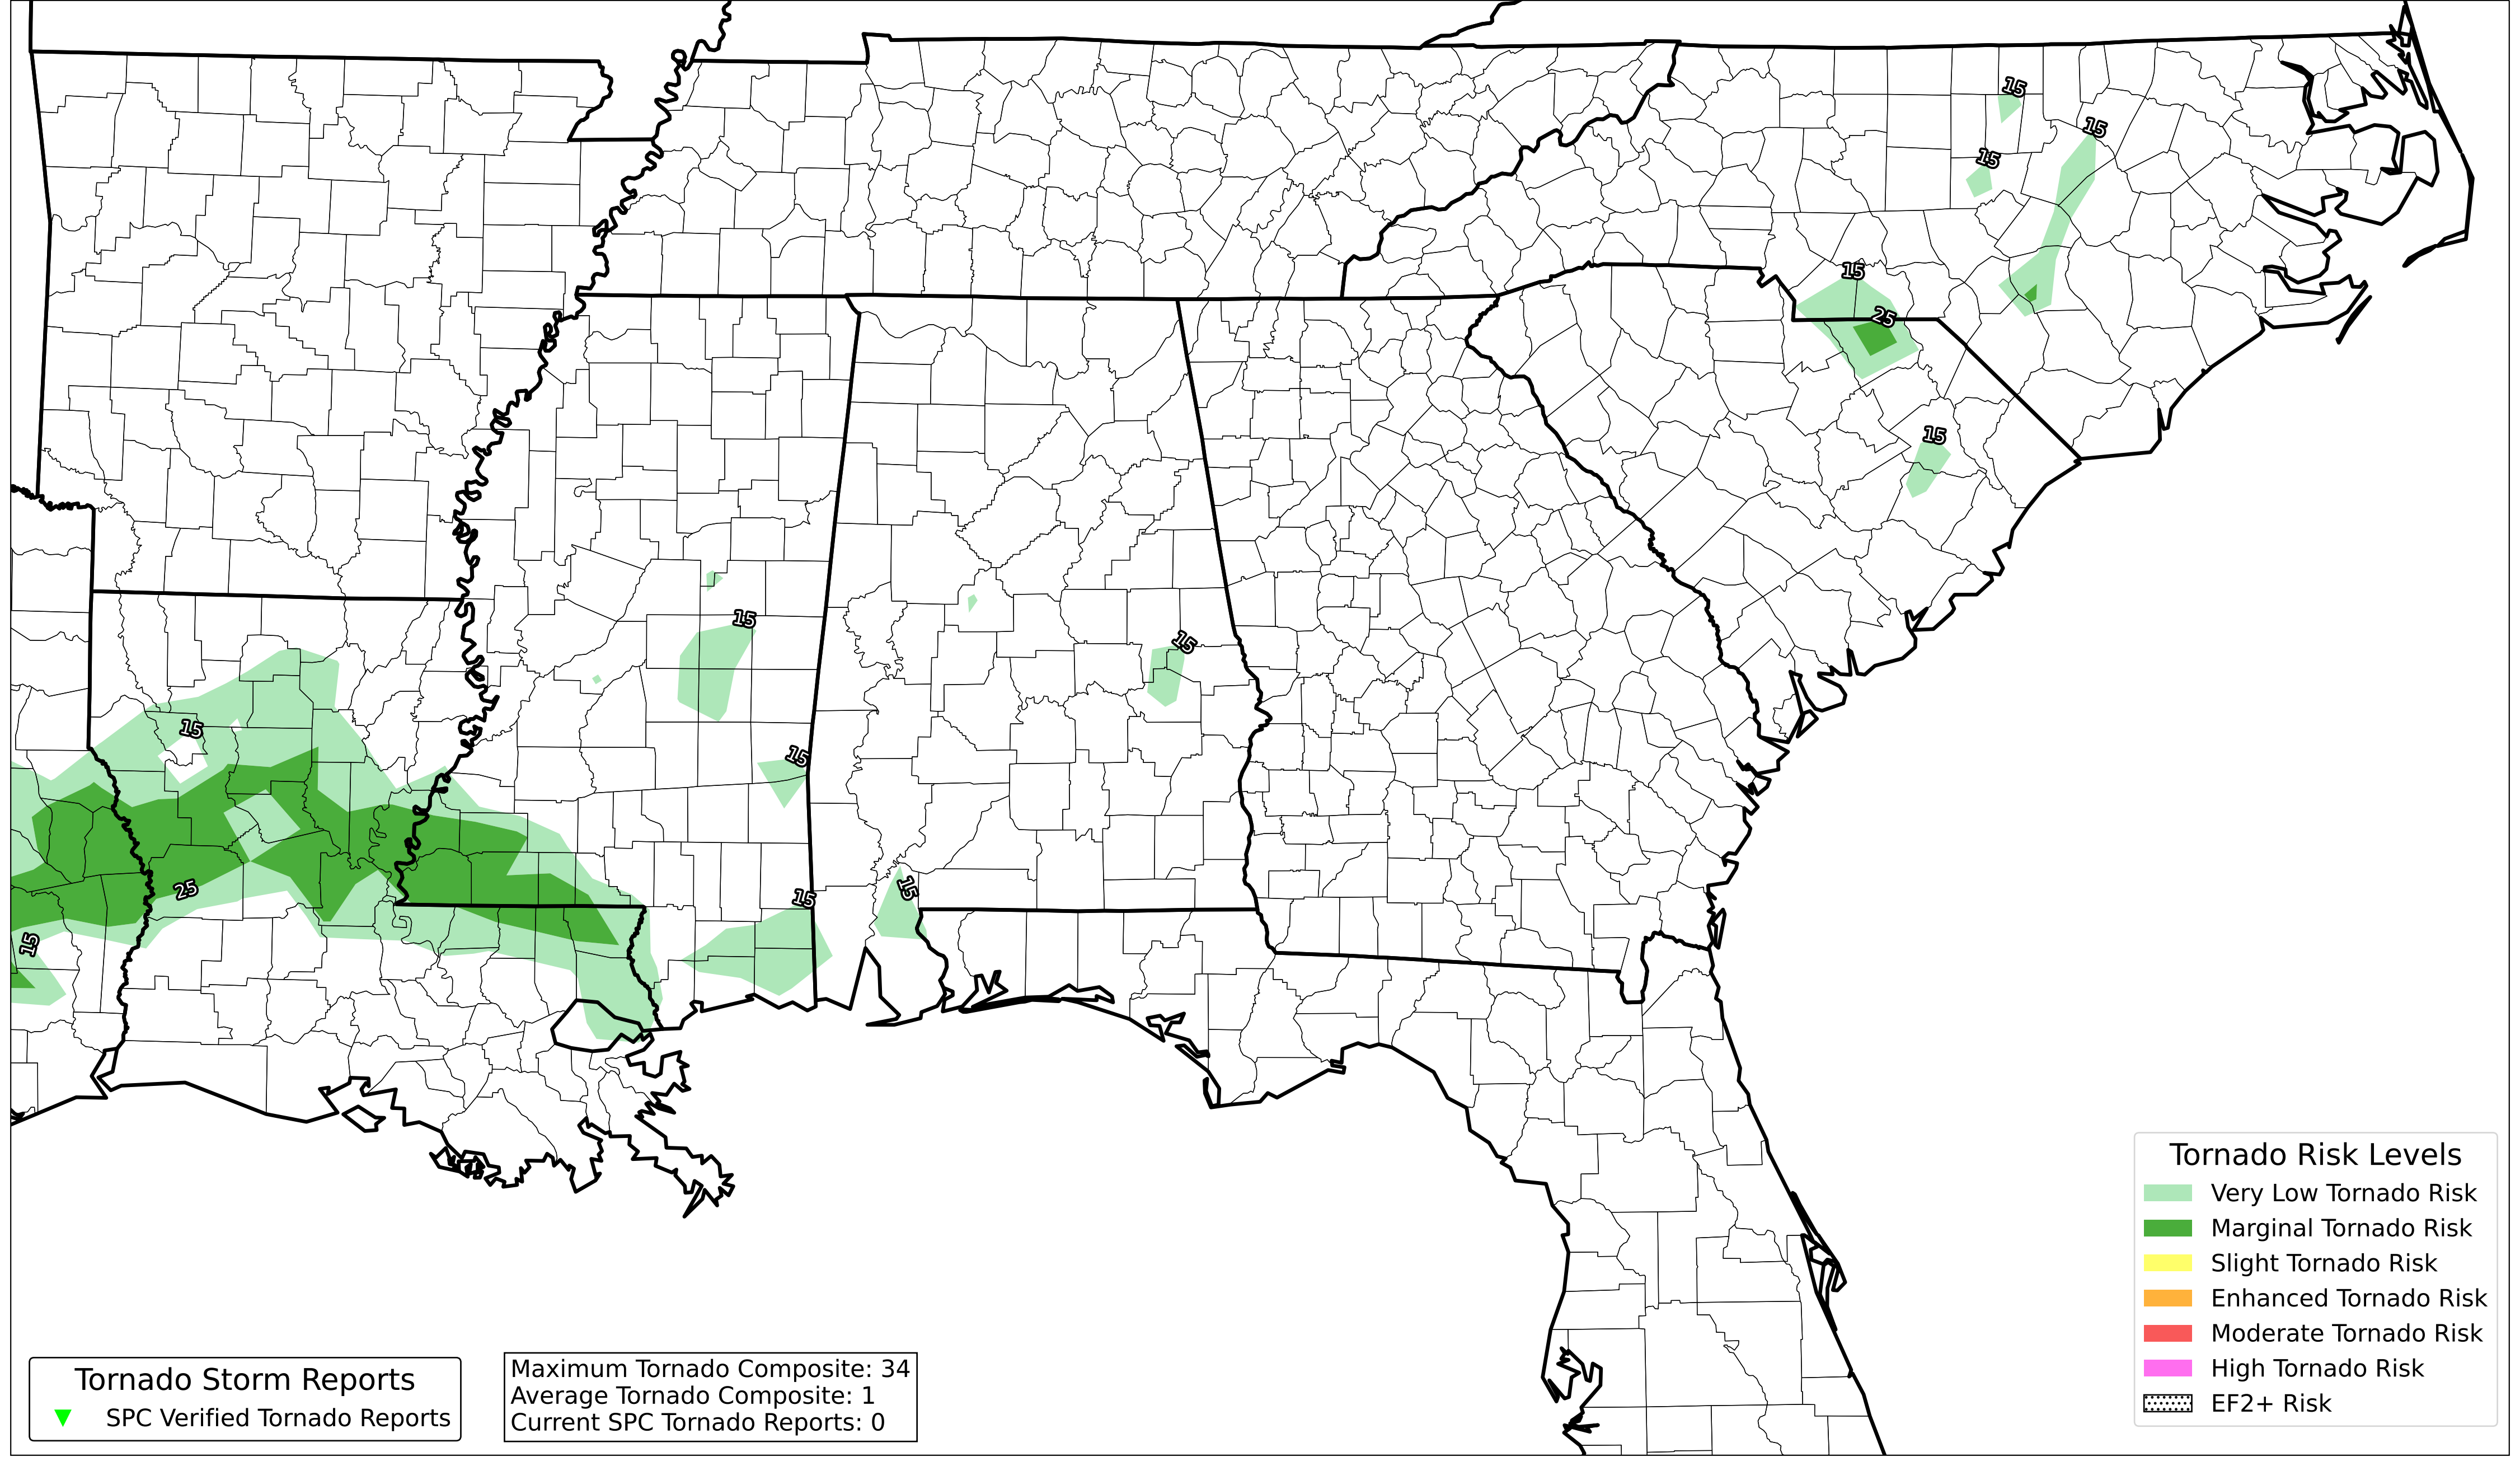 15
15
15
15
25
15
15
15
15
15
25
15
15
15
Tornado Risk Levels
Very Low Tornado Risk
Marginal Tornado Risk
Slight Tornado Risk
Enhanced Tornado Risk
Moderate Tornado Risk
High Tornado Risk
EF2+ Risk
Tornado Storm Reports
SPC Verified Tornado Reports
Maximum Tornado Composite: 34
Average Tornado Composite: 1
Current SPC Tornado Reports: 0